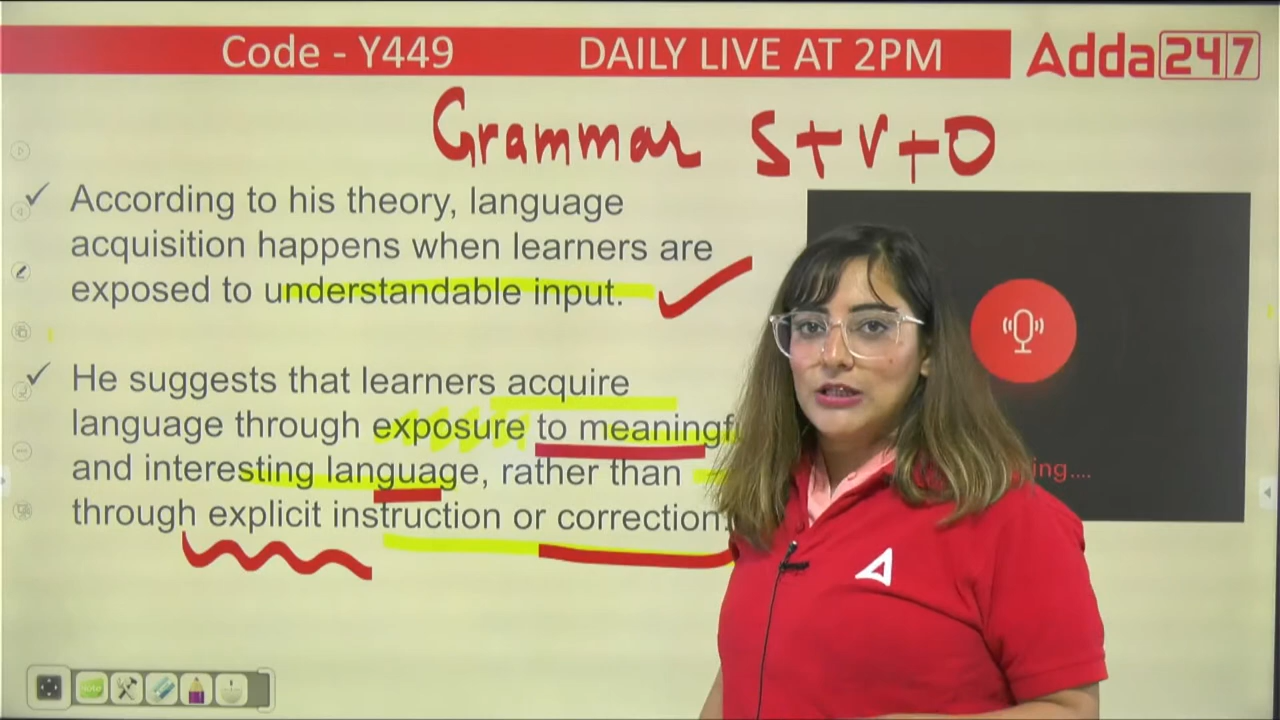 Code - Y449 DAILY LIVE AT 2PM Adda247
Grammar S+V+O
According to his theory, language
acquisition happens when learners are
exposed to understandable input.
He suggests that learners acquire
language through exposure to meaningf
and interesting language, rather than
through explicit instruction or correction.
ing....